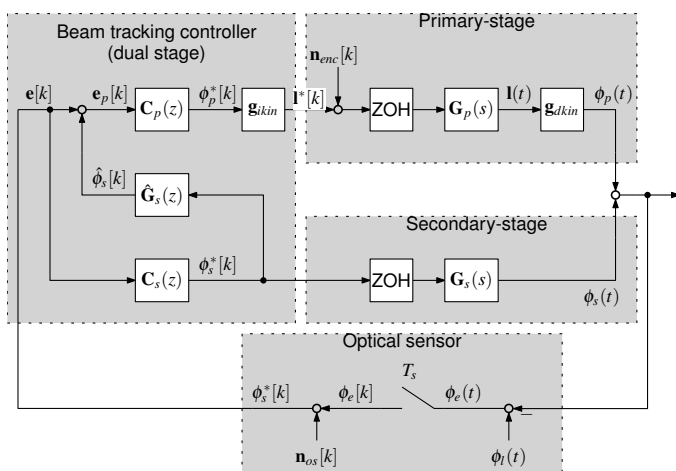 Beam tracking controller
(dual stage)
Primary-stage
n_enc[k]
e[k]
e_p[k]
C_p(z)
ϕ_p^*[k]
g_ikin
l^*[k]
ZOH
G_p(s)
l(t)
g_dkin
ϕ_p(t)
ϕ̂_s[k]
Ĝ_s(z)
Secondary-stage
C_s(z)
ϕ_s^*[k]
ZOH
G_s(s)
ϕ_s(t)
Optical sensor
T_s
ϕ_s^*[k]
ϕ_e[k]
ϕ_e(t)
−
n_os[k]
ϕ_l(t)